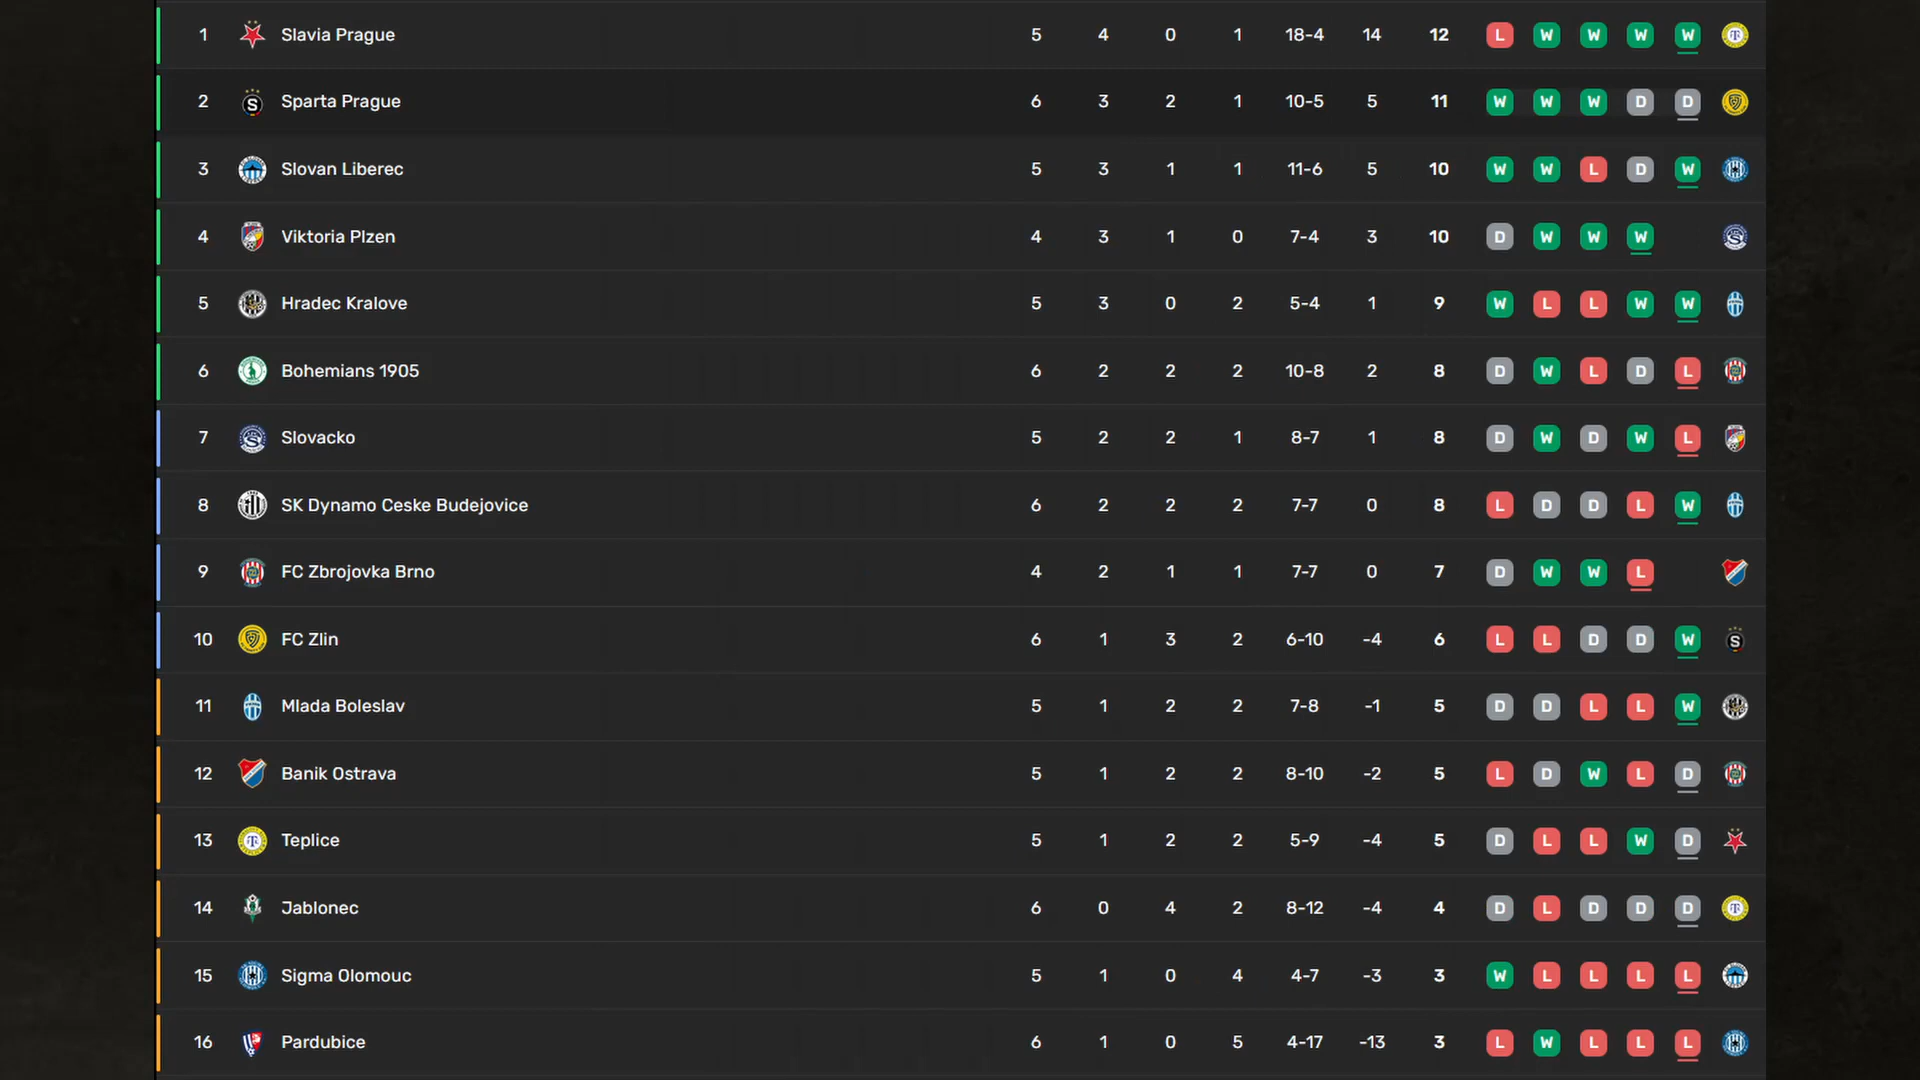 1 Slavia Prague 5 4 0 1 18-4 14 12 L W W W W
2 Sparta Prague 6 3 2 1 10-5 5 11 W W W D D
3 Slovan Liberec 5 3 1 1 11-6 5 10 W W L D W
4 Viktoria Plzen 4 3 1 0 7-4 3 10 D W W W
5 Hradec Kralove 5 3 0 2 5-4 1 9 W L L W W
6 Bohemians 1905 6 2 2 2 10-8 2 8 D W L D L
7 Slovacko 5 2 2 1 8-7 1 8 D W D W L
8 SK Dynamo Ceske Budejovice 6 2 2 2 7-7 0 8 L D D L W
9 FC Zbrojovka Brno 4 2 1 1 7-7 0 7 D W W L
10 FC Zlin 6 1 3 2 6-10 -4 6 L L D D W
11 Mlada Boleslav 5 1 2 2 7-8 -1 5 D D L L W
12 Banik Ostrava 5 1 2 2 8-10 -2 5 L D W L D
13 Teplice 5 1 2 2 5-9 -4 5 D L L W D
14 Jablonec 6 0 4 2 8-12 -4 4 D L D D D
15 Sigma Olomouc 5 1 0 4 4-7 -3 3 W L L L L
16 Pardubice 6 1 0 5 4-17 -13 3 L W L L L